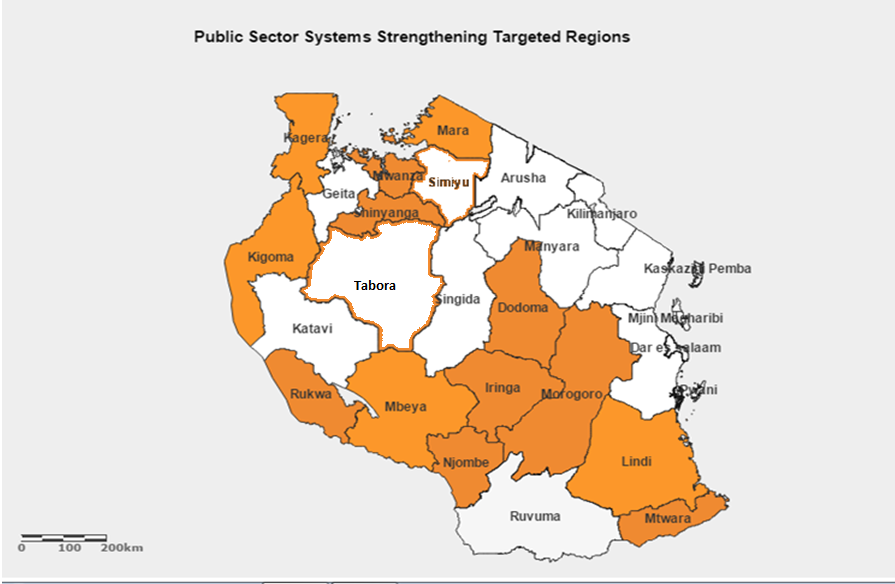 Public Sector Systems Strengthening Targeted Regions
Kagera
Mara
Mwanza
Simiyu
Arusha
Geita
Shinyanga
Kilimanjaro
Manyara
Kigoma
Kaskazini Pemba
Tabora
Singida
Dodoma
Mjini Magharibi
Katavi
Dar es salaam
Rukwa
Iringa
Morogoro
Pwani
Mbeya
Njombe
Lindi
Ruvuma
Mtwara
0 100 200km